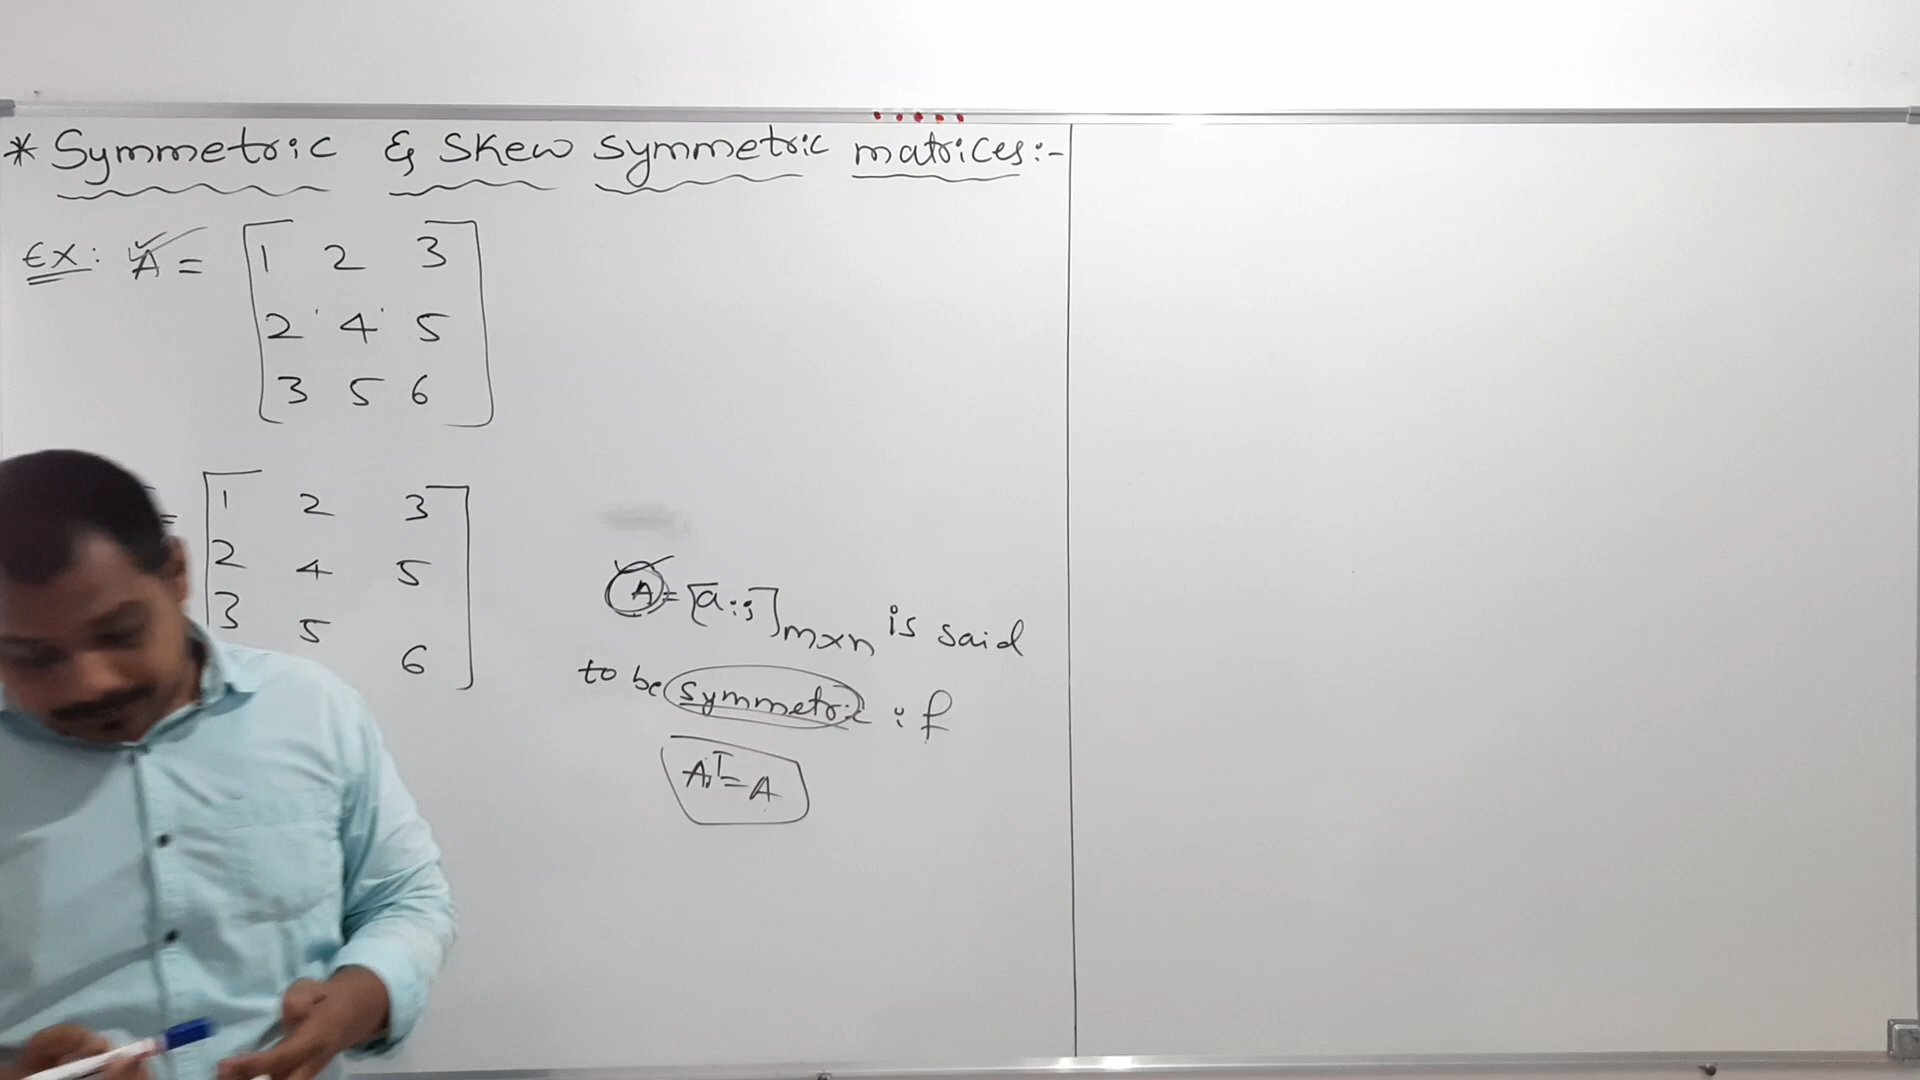 * Symmetric & Skew symmetric matrices:-
Ex: A = [1 2 3
2 4 5
3 5 6]
= [1 2 3
2 4 5
3 5 6]
A = [aij]m×n is said
to be symmetric if
Aᵀ = A